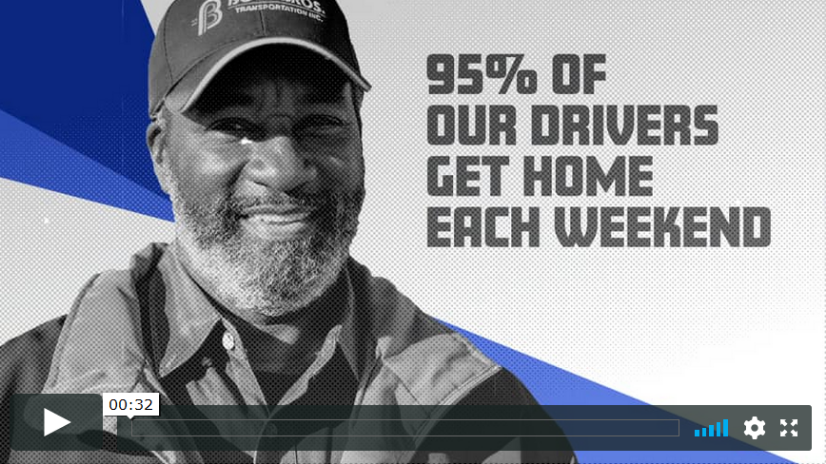 TRANSPORTATION INC.
95% OF
OUR DRIVERS
GET HOME
EACH WEEKEND
00:32